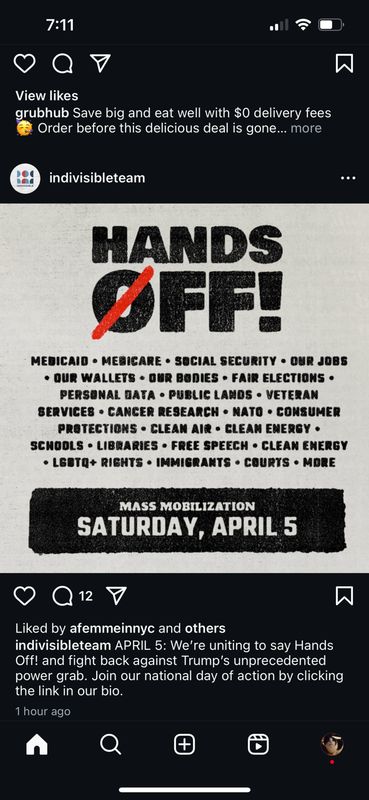 7:11
View likes
grubhub Save big and eat well with $0 delivery fees
🥳 Order before this delicious deal is gone... more
indivisibleteam
HANDS
OFF!
MEDICAID • MEDICARE • SOCIAL SECURITY • OUR JOBS
• OUR WALLETS • OUR BODIES • FAIR ELECTIONS •
PERSONAL DATA • PUBLIC LANDS • VETERAN
SERVICES • CANCER RESEARCH • NATO • CONSUMER
PROTECTIONS • CLEAN AIR • CLEAN ENERGY •
SCHOOLS • LIBRARIES • FREE SPEECH • CLEAN ENERGY
• LGBTQ+ RIGHTS • IMMIGRANTS • COURTS • MORE
MASS MOBILIZATION
SATURDAY, APRIL 5
12
Liked by afemmeinnyc and others
indivisibleteam APRIL 5: We're uniting to say Hands
Off! and fight back against Trump's unprecedented
power grab. Join our national day of action by clicking
the link in our bio.
1 hour ago